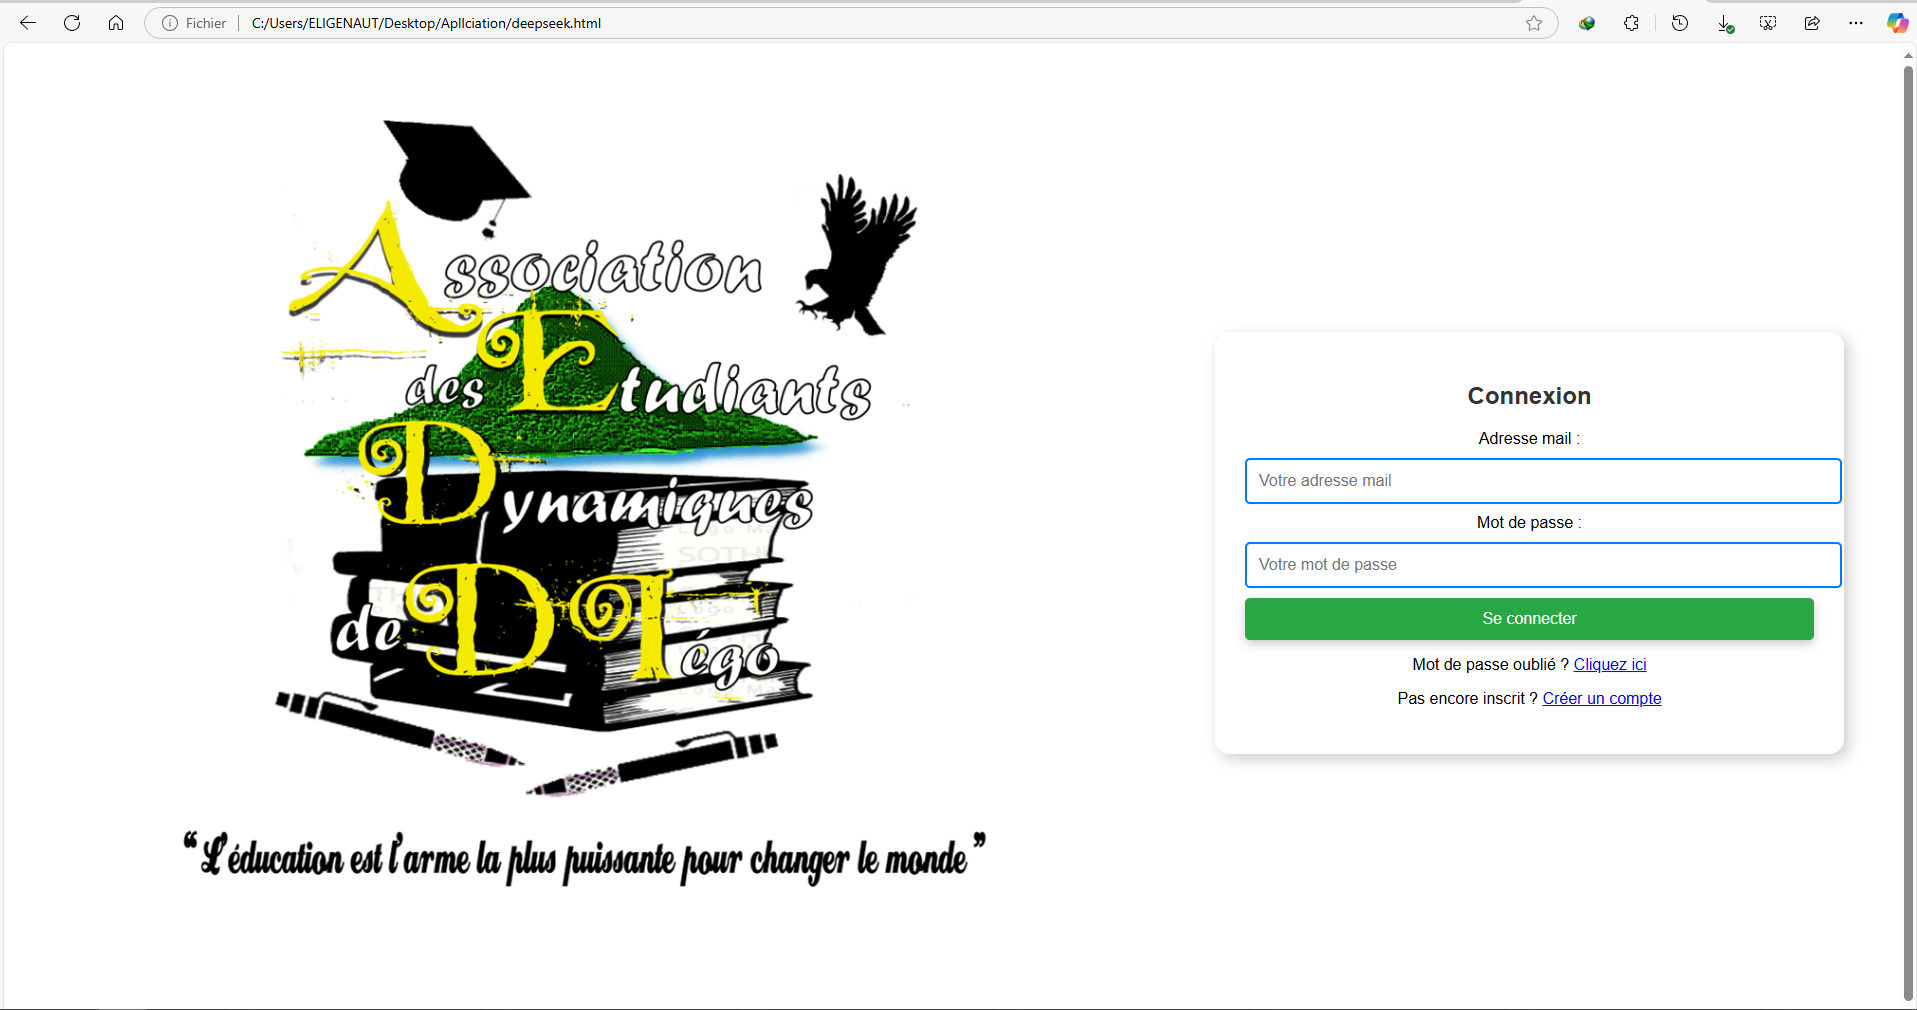 Fichier
C:/Users/ELIGENAUT/Desktop/Apllciation/deepseek.html
Association
des Etudiants
Dynamiques
de D Tégo
“L'éducation est l'arme la plus puissante pour changer le monde”
Connexion
Adresse mail :
Votre adresse mail
Mot de passe :
Votre mot de passe
Se connecter
Mot de passe oublié ? Cliquez ici
Pas encore inscrit ? Créer un compte